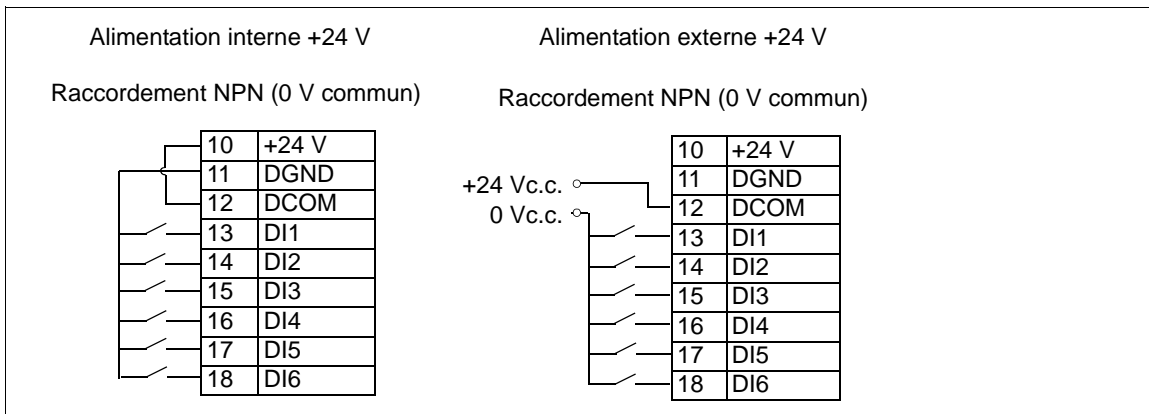 Alimentation interne +24 V
Raccordement NPN (0 V commun)
10 +24 V
11 DGND
12 DCOM
13 DI1
14 DI2
15 DI3
16 DI4
17 DI5
18 DI6
Alimentation externe +24 V
Raccordement NPN (0 V commun)
+24 Vc.c.
0 Vc.c.
10 +24 V
11 DGND
12 DCOM
13 DI1
14 DI2
15 DI3
16 DI4
17 DI5
18 DI6